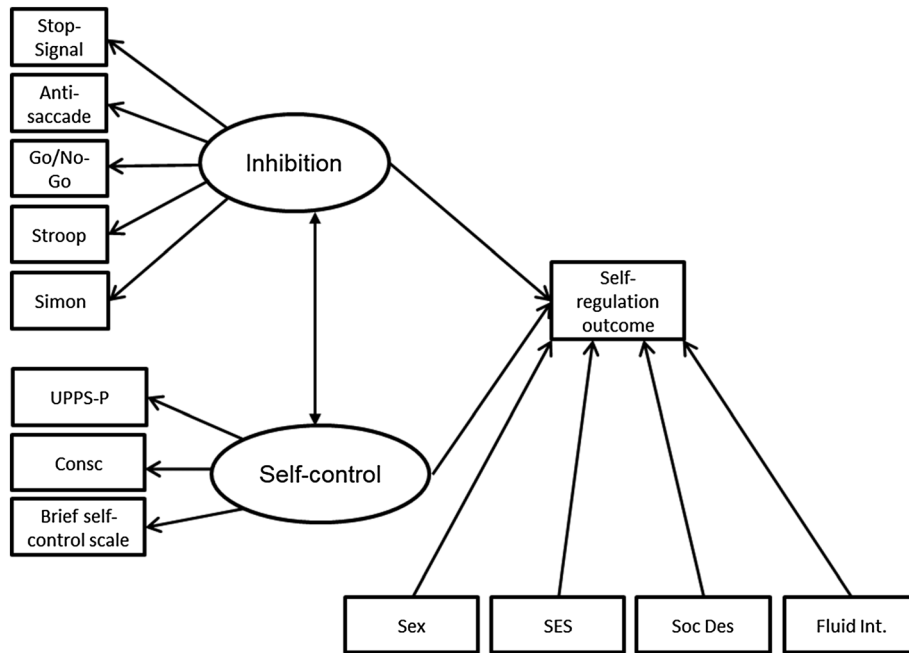 Stop-
Signal
Anti-
saccade
Go/No-
Go
Stroop
Simon
Inhibition
Self-
regulation
outcome
UPPS-P
Consc
Brief self-
control scale
Self-control
Sex
SES
Soc Des
Fluid Int.